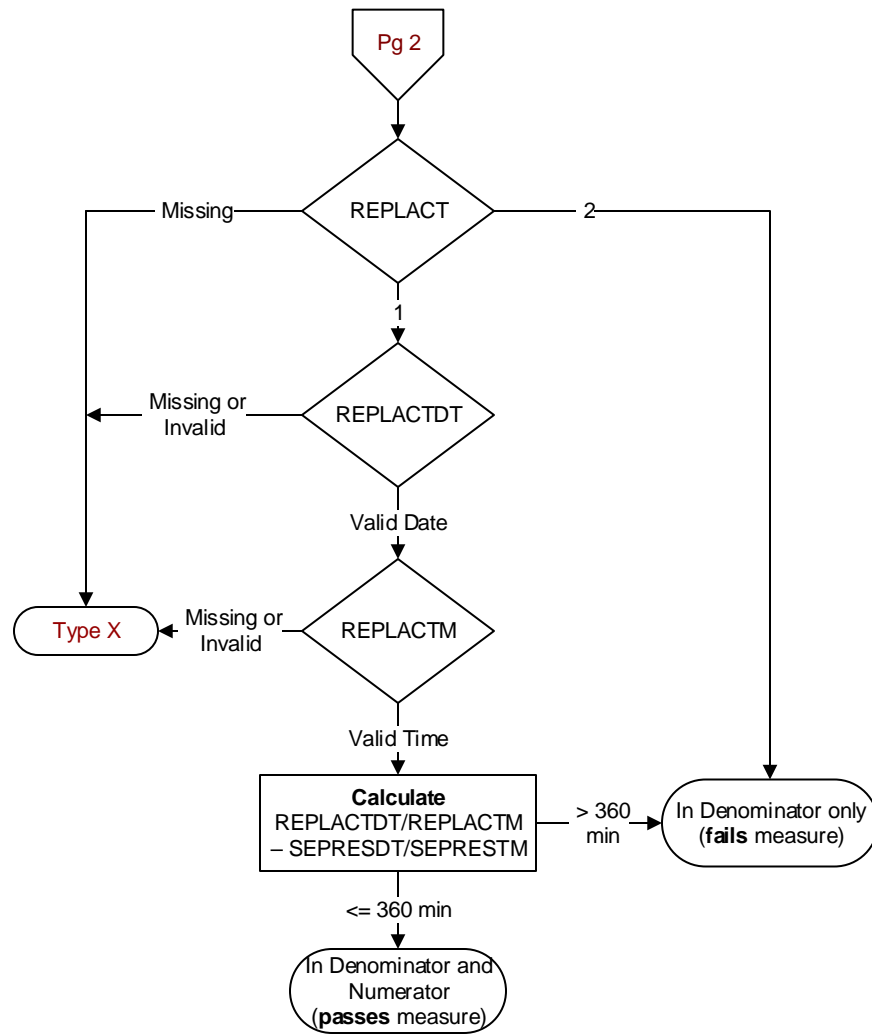 Pg 2
REPLACT
Missing
2
1
REPLACTDT
Missing or
Invalid
Valid Date
REPLACTM
Missing or
Invalid
Type X
Valid Time
Calculate
REPLACTDT/REPLACTM
– SEPRESDT/SEPRESTM
> 360
min
In Denominator only
(fails measure)
<= 360 min
In Denominator and
Numerator
(passes measure)